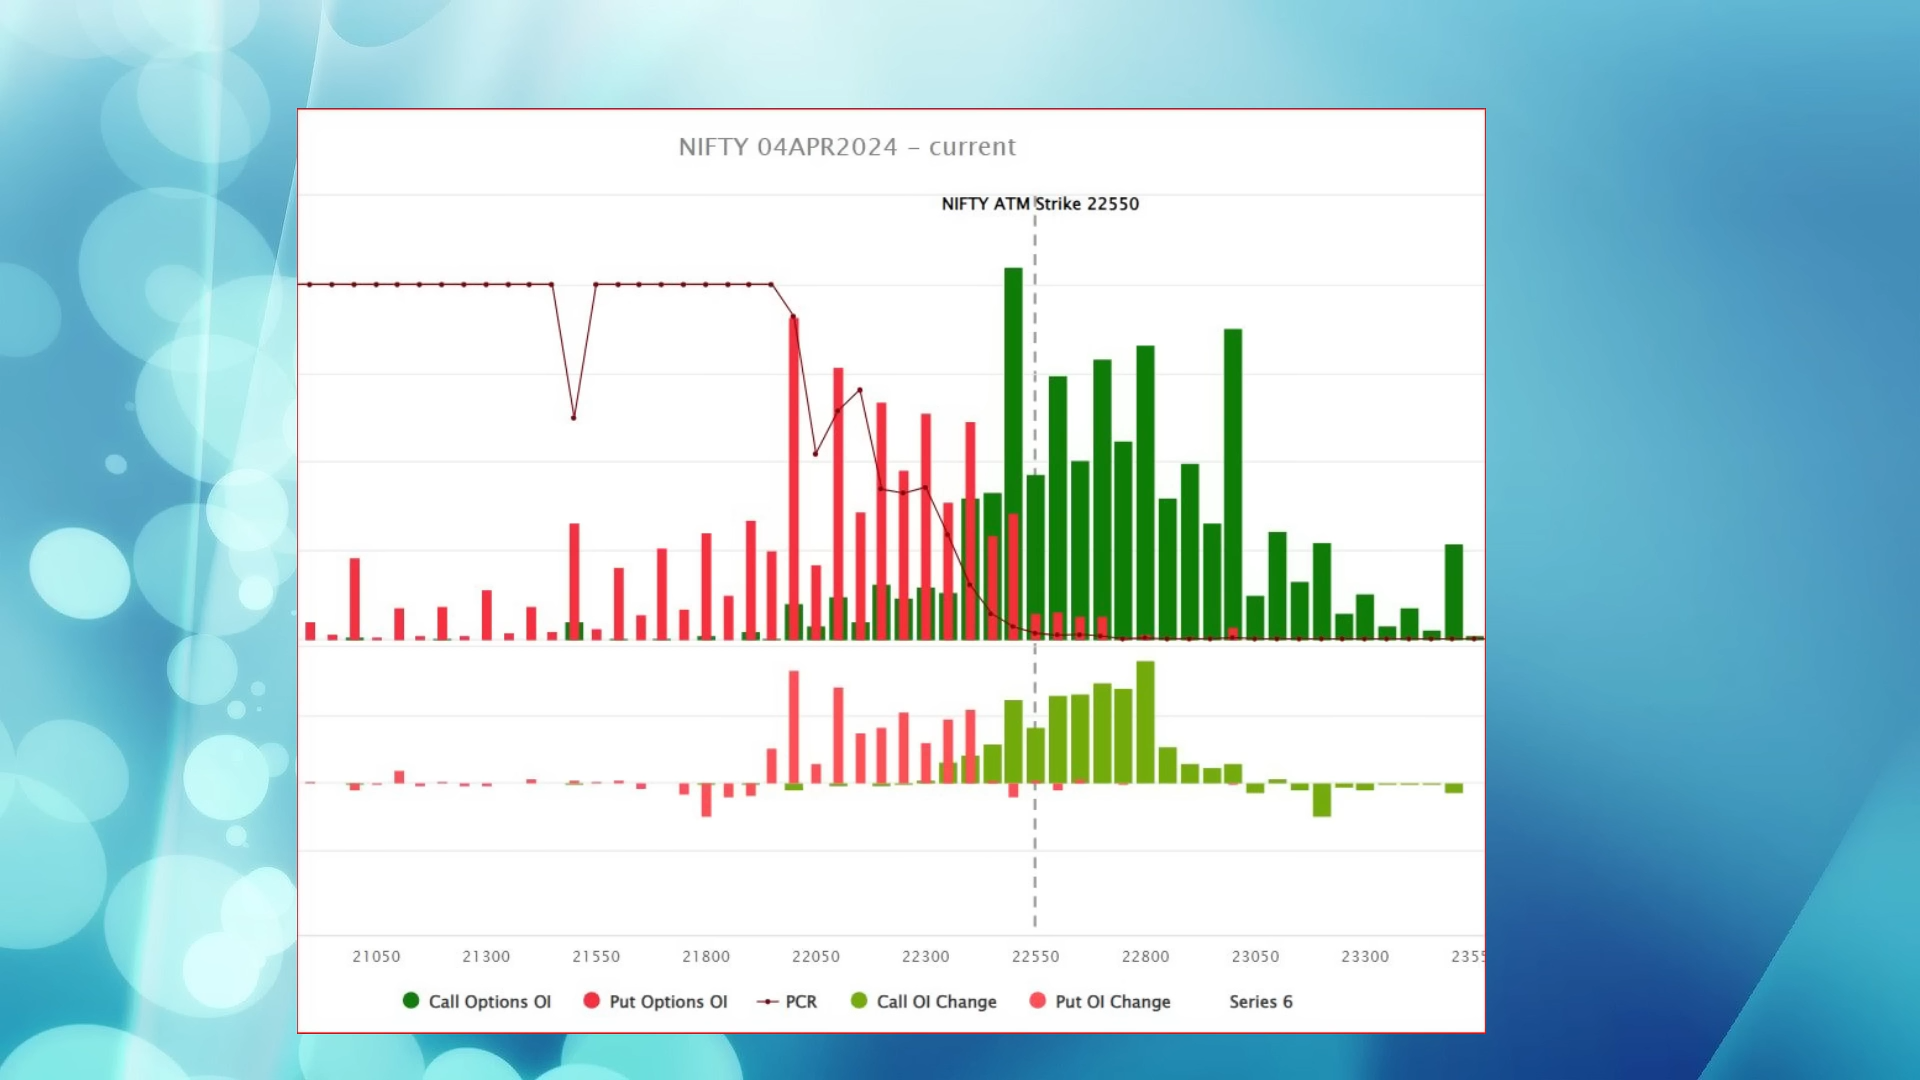 NIFTY 04APR2024 – current
NIFTY ATM Strike 22550
21050 21300 21550 21800 22050 22300 22550 22800 23050 23300
Call Options OI Put Options OI PCR Call OI Change Put OI Change Series 6